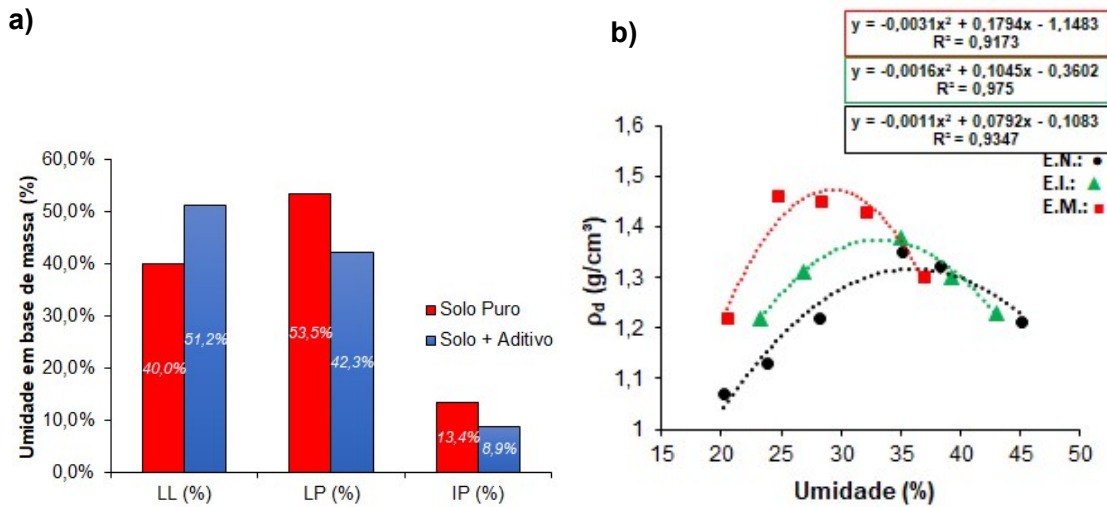 a)
Umidade em base de massa (%)
60,0%
50,0%
40,0%
30,0%
20,0%
10,0%
0,0%
40,0%
51,2%
53,5%
42,3%
13,4%
8,9%
LL (%)
LP (%)
IP (%)
Solo Puro
Solo + Aditivo
b)
y = -0,0031x² + 0,1794x - 1,1483
R² = 0,9173
y = -0,0016x² + 0,1045x - 0,3602
R² = 0,975
y = -0,0011x² + 0,0792x - 0,1083
R² = 0,9347
E.N.:
E.I.:
E.M.:
ρd (g/cm³)
1,6
1,5
1,4
1,3
1,2
1,1
1
15 20 25 30 35 40 45 50
Umidade (%)